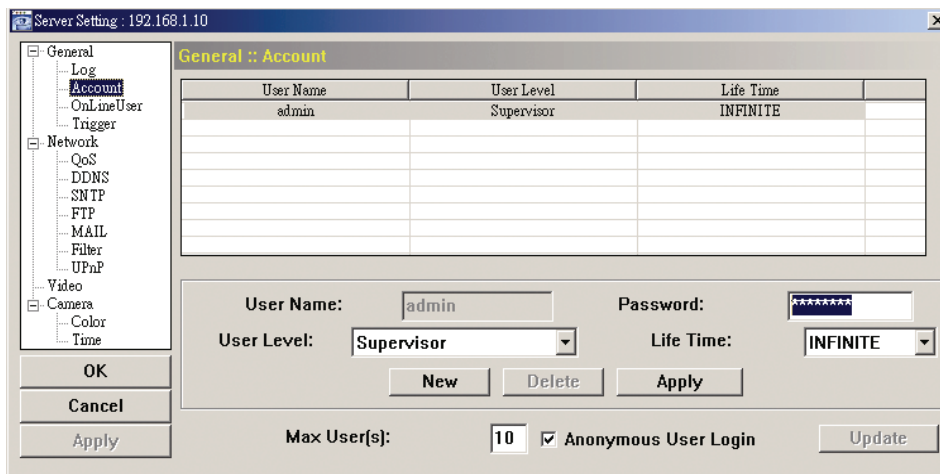 Server Setting : 192.168.1.10
General
Log
Account
OnLineUser
Trigger
Network
QoS
DDNS
SNTP
FTP
MAIL
Filter
UPnP
Video
Camera
Color
Time
OK
Cancel
Apply
General :: Account
User Name User Level Life Time
admin Supervisor INFINITE
User Name: admin Password: ********
User Level: Supervisor Life Time: INFINITE
New Delete Apply
Max User(s): 10 Anonymous User Login Update